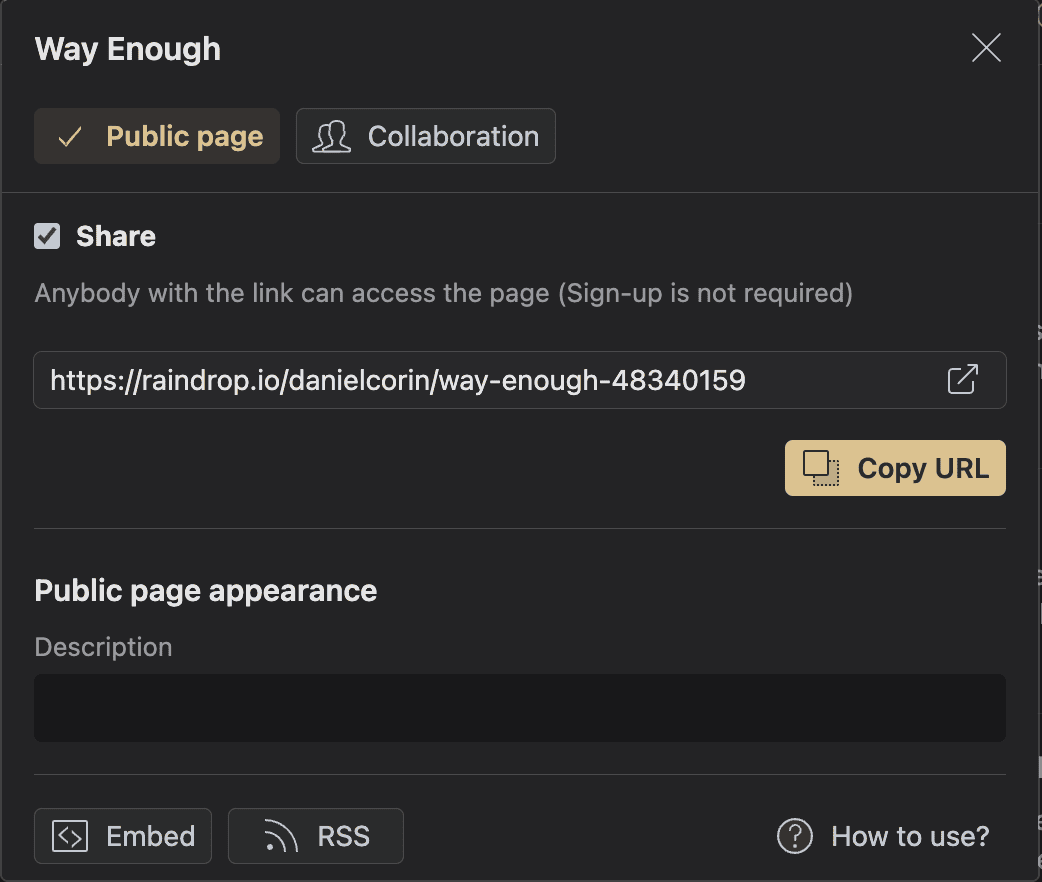 Way Enough
Public page
Collaboration
Share
Anybody with the link can access the page (Sign-up is not required)
https://raindrop.io/danielcorin/way-enough-48340159
Copy URL
Public page appearance
Description
Embed
RSS
How to use?